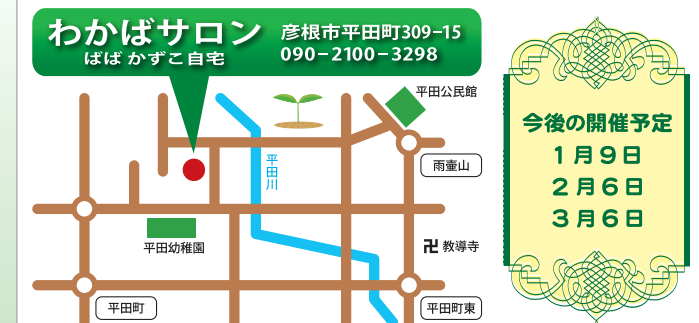 わかばサロン
ばば かずこ自宅
彦根市平田町309-15
090-2100-3298
平田公民館
雨壷山
平田川
平田幼稚園
卍 教導寺
平田町
平田町東
今後の開催予定
1月9日
2月6日
3月6日